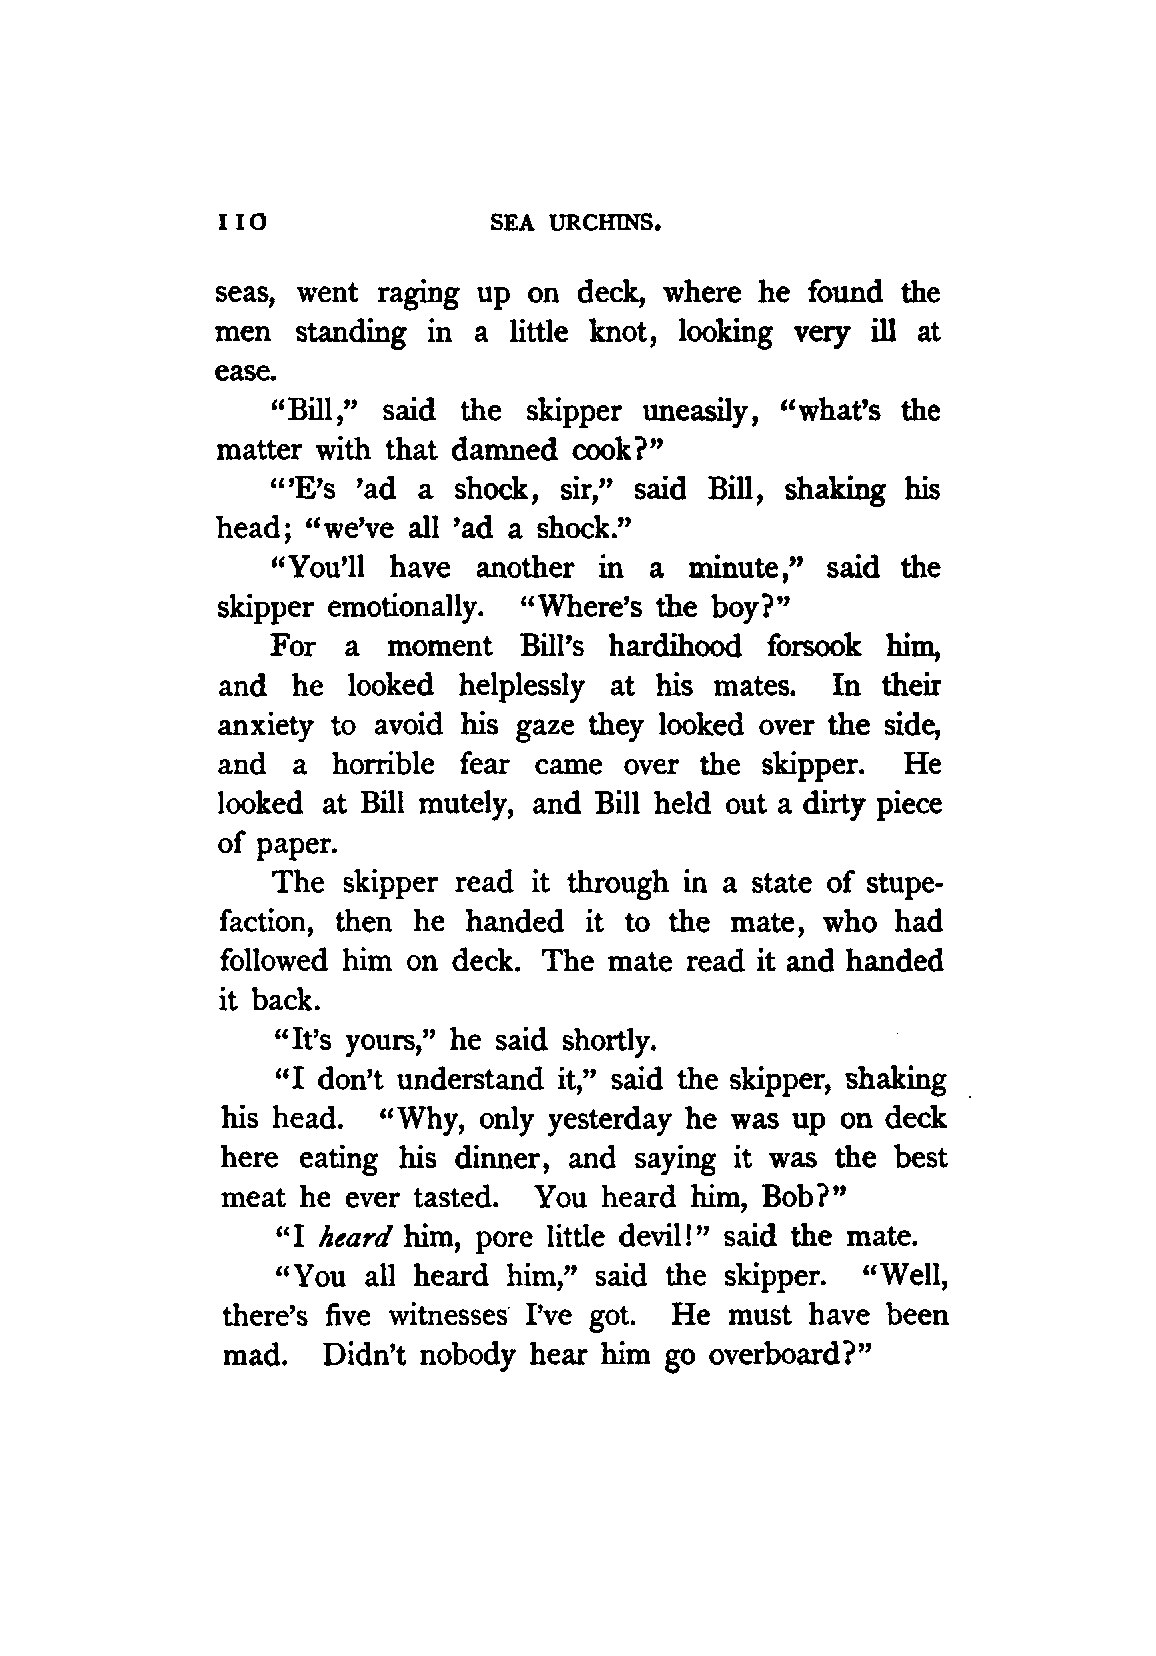 110 SEA URCHINS.
seas, went raging up on deck, where he found the
men standing in a little knot, looking very ill at
ease.
“Bill,” said the skipper uneasily, “what’s the
matter with that damned cook?”
“’E’s ’ad a shock, sir,” said Bill, shaking his
head; “we’ve all ’ad a shock.”
“You’ll have another in a minute,” said the
skipper emotionally. “Where’s the boy?”
For a moment Bill’s hardihood forsook him,
and he looked helplessly at his mates. In their
anxiety to avoid his gaze they looked over the side,
and a horrible fear came over the skipper. He
looked at Bill mutely, and Bill held out a dirty piece
of paper.
The skipper read it through in a state of stupe-
faction, then he handed it to the mate, who had
followed him on deck. The mate read it and handed
it back.
“It’s yours,” he said shortly.
“I don’t understand it,” said the skipper, shaking
his head. “Why, only yesterday he was up on deck
here eating his dinner, and saying it was the best
meat he ever tasted. You heard him, Bob?”
“I heard him, pore little devil!” said the mate.
“You all heard him,” said the skipper. “Well,
there’s five witnesses I’ve got. He must have been
mad. Didn’t nobody hear him go overboard?”